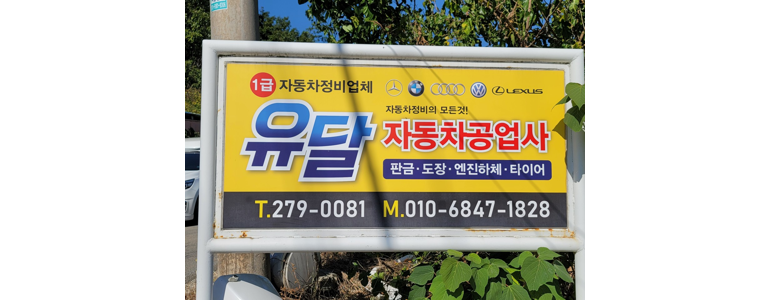 1급 자동차정비업체 LEXUS
자동차정비의 모든것!
유달 자동차공업사
판금·도장·엔진하체·타이어
T.279-0081 M.010-6847-1828